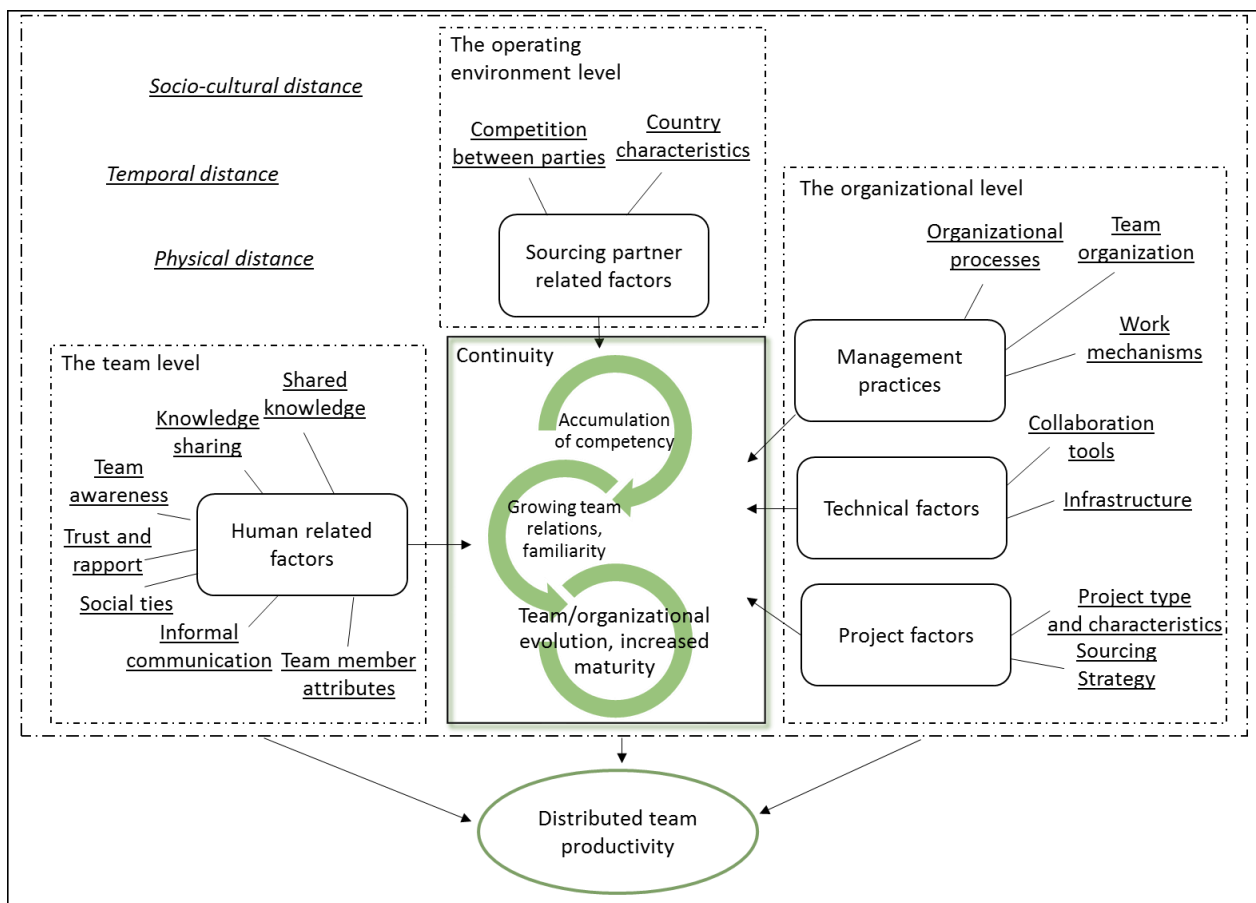 Socio-cultural distance
Temporal distance
Physical distance
The operating
environment level
Competition
between parties
Country
characteristics
Sourcing partner
related factors
The organizational level
Organizational
processes
Team
organization
Work
mechanisms
Management
practices
Collaboration
tools
Infrastructure
Technical factors
Project type
and characteristics
Sourcing
Strategy
Project factors
The team level
Shared
knowledge
Knowledge
sharing
Team
awareness
Trust and
rapport
Social ties
Informal
communication
Team member
attributes
Human related
factors
Continuity
Accumulation
of competency
Growing team
relations,
familiarity
Team/organizational
evolution, increased
maturity
Distributed team
productivity